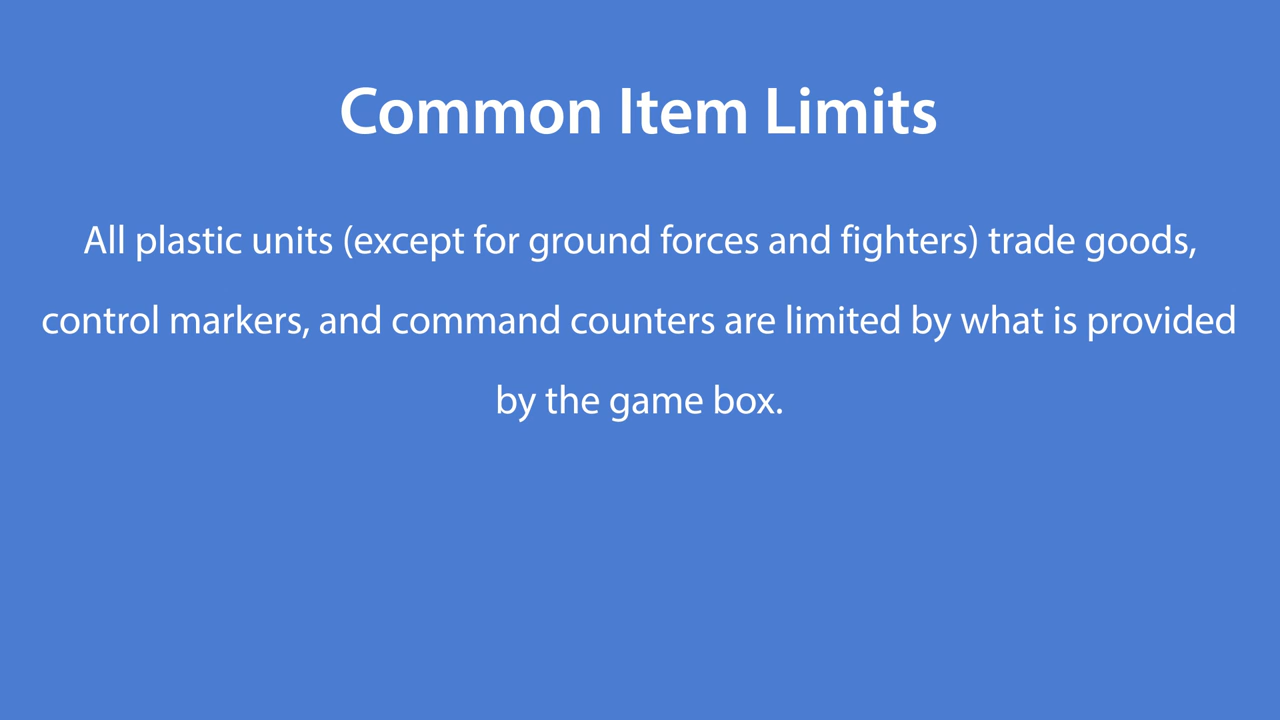 Common Item Limits
All plastic units (except for ground forces and fighters) trade goods,
control markers, and command counters are limited by what is provided
by the game box.